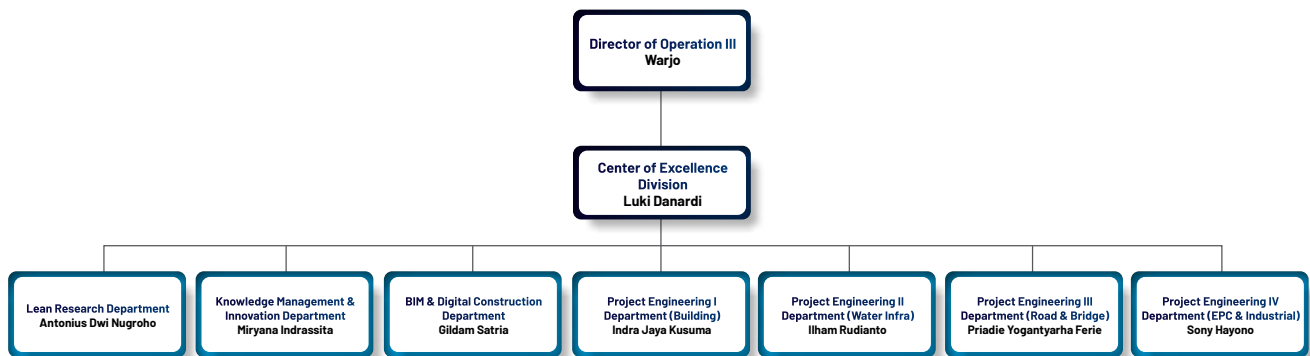 Director of Operation III
Warjo
Center of Excellence
Division
Luki Danardi
Lean Research Department
Antonius Dwi Nugroho
Knowledge Management &
Innovation Department
Miryana Indrassita
BIM & Digital Construction
Department
Gildam Satria
Project Engineering I
Department (Building)
Indra Jaya Kusuma
Project Engineering II
Department (Water Infra)
Ilham Rudianto
Project Engineering III
Department (Road & Bridge)
Priadie Yogantyarha Ferie
Project Engineering IV
Department (EPC & Industrial)
Sony Hayono